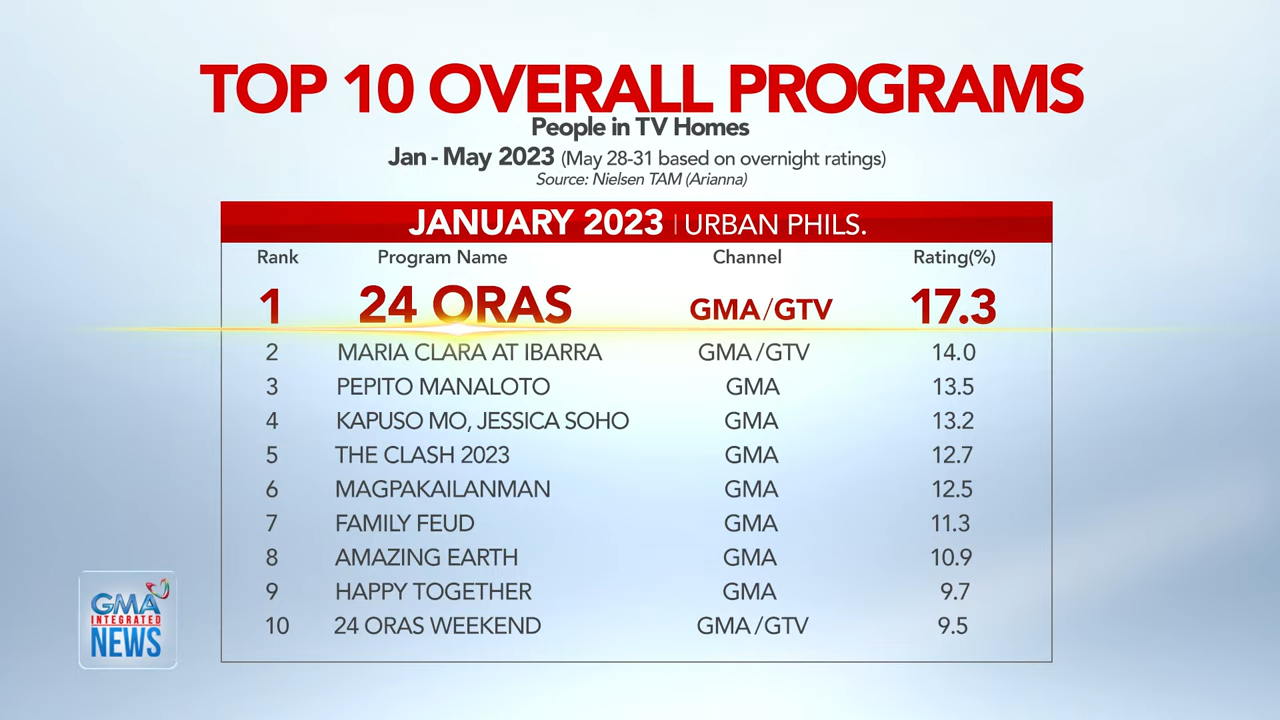 TOP 10 OVERALL PROGRAMS
People in TV Homes
Jan - May 2023 (May 28-31 based on overnight ratings)
Source: Nielsen TAM (Arianna)
JANUARY 2023 | URBAN PHILS.
Rank Program Name Channel Rating(%)
1 24 ORAS GMA/GTV 17.3
2 MARIA CLARA AT IBARRA GMA/GTV 14.0
3 PEPITO MANALOTO GMA 13.5
4 KAPUSO MO, JESSICA SOHO GMA 13.2
5 THE CLASH 2023 GMA 12.7
6 MAGPAKAILANMAN GMA 12.5
7 FAMILY FEUD GMA 11.3
8 AMAZING EARTH GMA 10.9
9 HAPPY TOGETHER GMA 9.7
10 24 ORAS WEEKEND GMA/GTV 9.5
GMA
INTEGRATED
NEWS